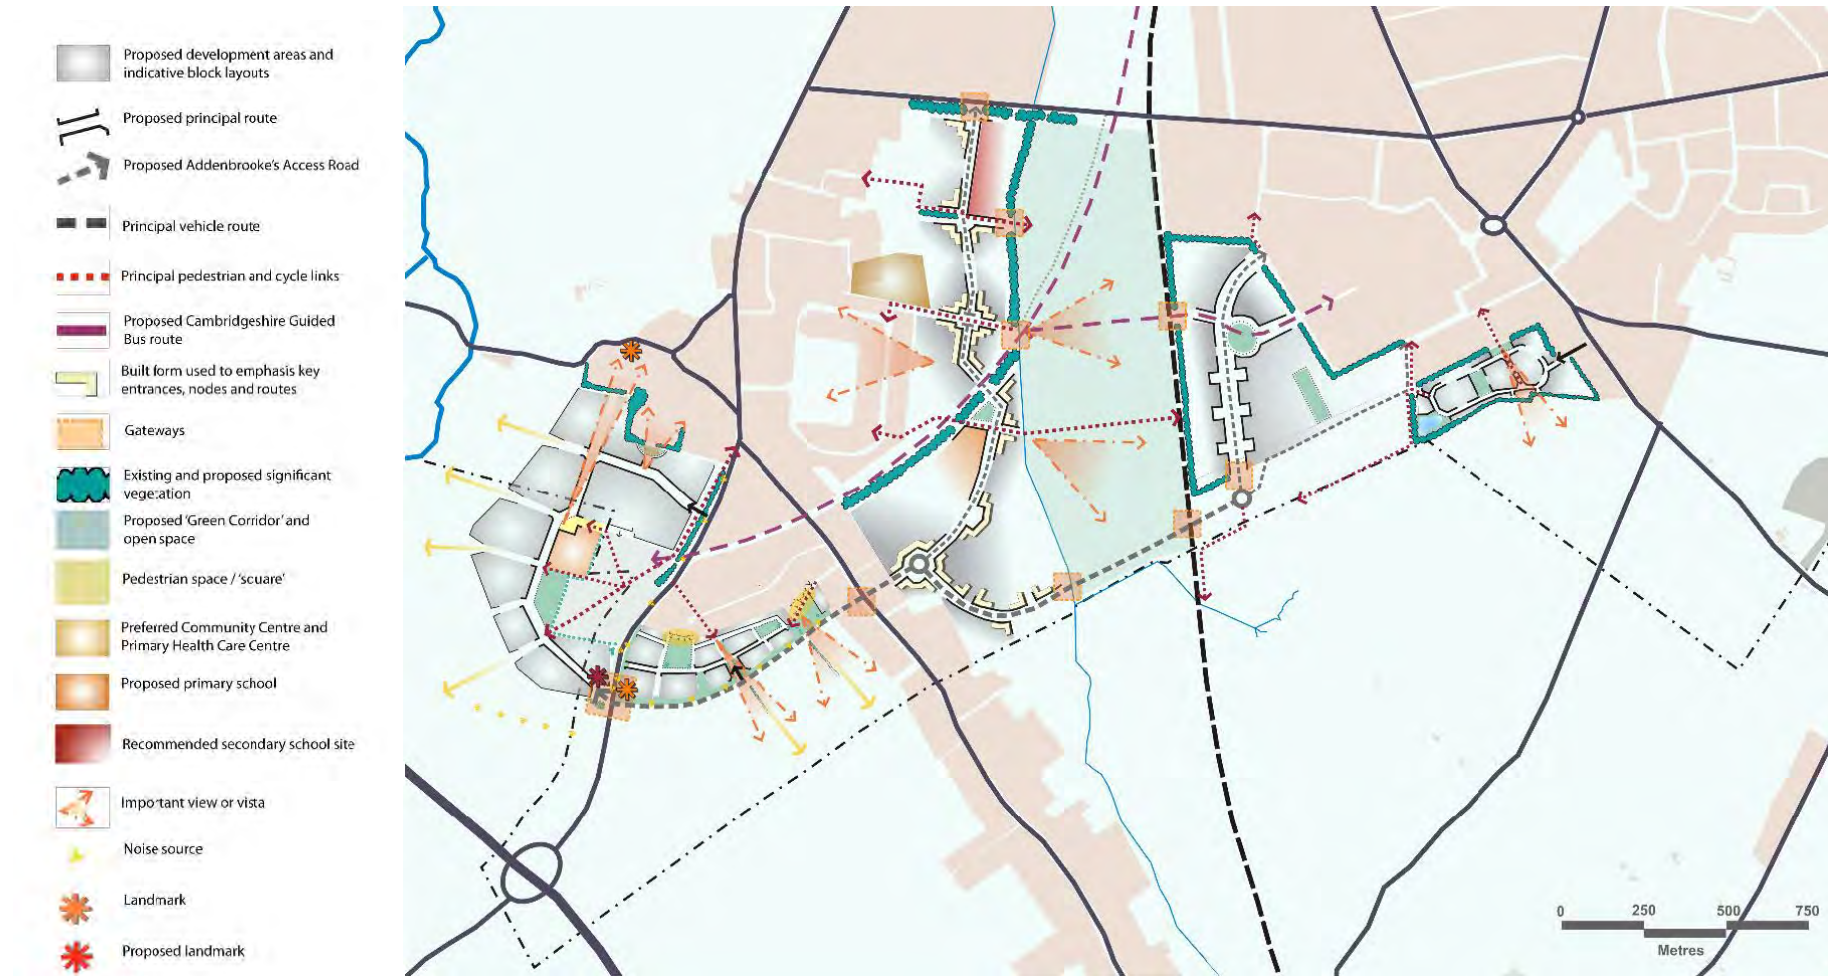 Proposed development areas and
indicative block layouts
Proposed principal route
Proposed Addenbrooke's Access Road
Principal vehicle route
Principal pedestrian and cycle links
Proposed Cambridgeshire Guided
Bus route
Built form used to emphasis key
entrances, nodes and routes
Gateways
Existing and proposed significant
vegetation
Proposed 'Green Corridor' and
open space
Pedestrian space / 'scuare'
Preferred Community Centre and
Primary Health Care Centre
Proposed primary school
Recommended secondary school site
Important view or vista
Noise source
Landmark
Proposed landmark
0 250 500 750
Metres